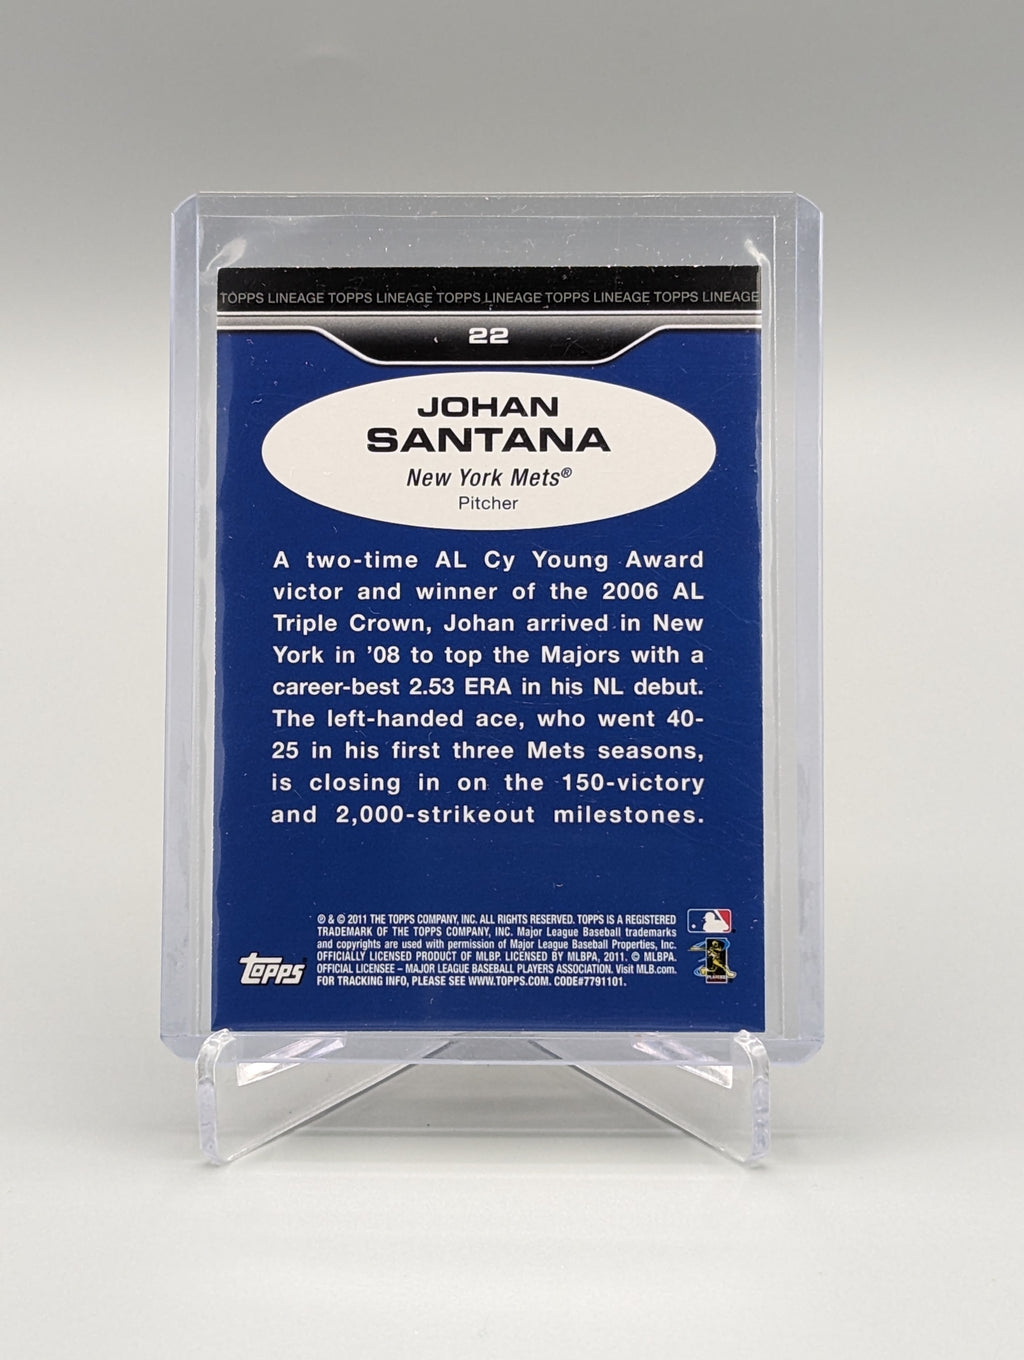 TOPPS LINEAGE TOPPS LINEAGE TOPPS LINEAGE TOPPS LINEAGE TOPPS LINEAGE
22
JOHAN
SANTANA
New York Mets®
Pitcher
A two-time AL Cy Young Award
victor and winner of the 2006 AL
Triple Crown, Johan arrived in New
York in ’08 to top the Majors with a
career-best 2.53 ERA in his NL debut.
The left-handed ace, who went 40-
25 in his first three Mets seasons,
is closing in on the 150-victory
and 2,000-strikeout milestones.
topps
℗ & © 2011 THE TOPPS COMPANY, INC. ALL RIGHTS RESERVED. TOPPS IS A REGISTERED
TRADEMARK OF THE TOPPS COMPANY, INC. Major League Baseball trademarks
and copyrights are used with permission of Major League Baseball Properties, Inc.
OFFICIALLY LICENSED PRODUCT OF MLBP. LICENSED BY MLBPA, 2011. © MLBPA.
OFFICIAL LICENSEE – MAJOR LEAGUE BASEBALL PLAYERS ASSOCIATION. Visit MLB.com.
FOR TRACKING INFO, PLEASE SEE WWW.TOPPS.COM. CODE#7791101.